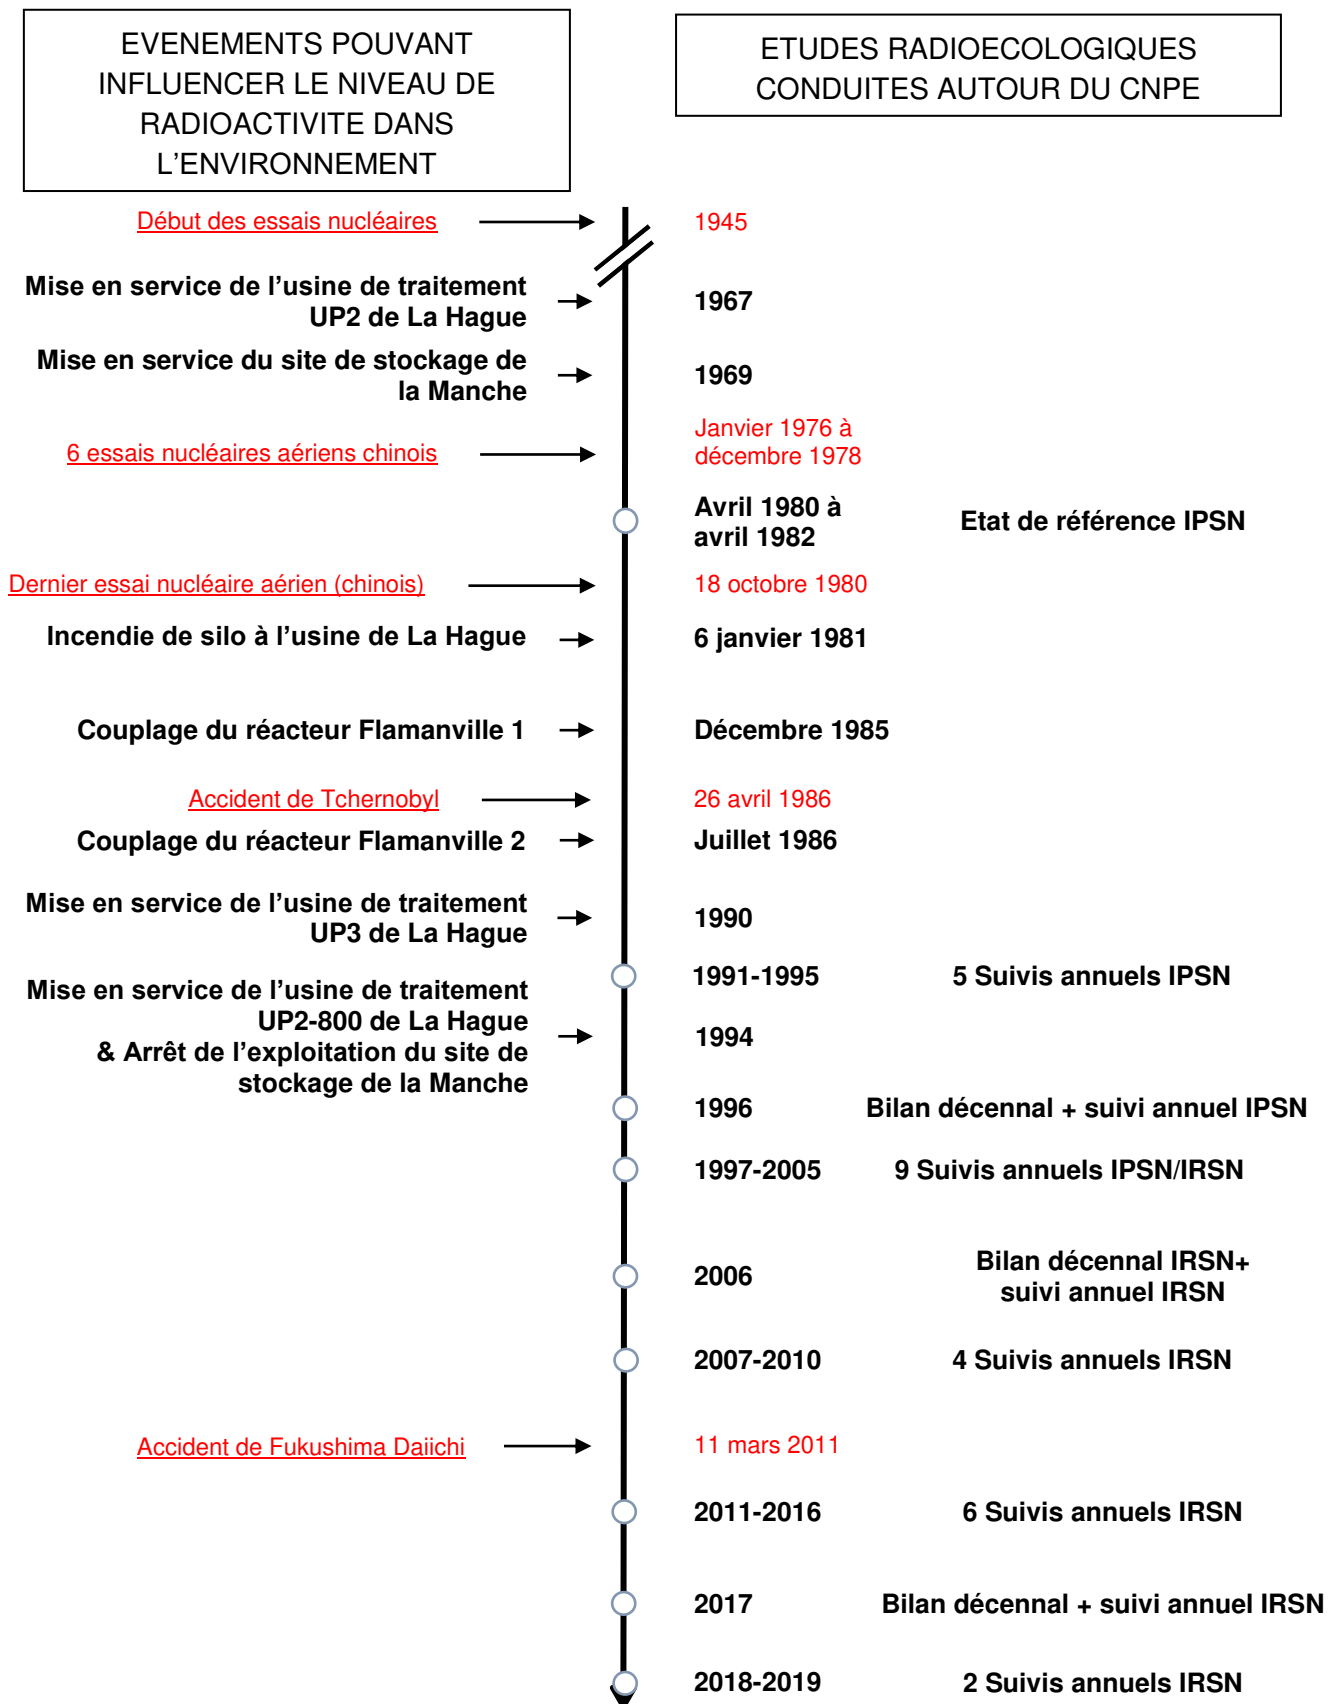 EVENEMENTS POUVANT
INFLUENCER LE NIVEAU DE
RADIOACTIVITE DANS
L'ENVIRONNEMENT
ETUDES RADIOECOLOGIQUES
CONDUITES AUTOUR DU CNPE
Début des essais nucléaires
1945
Mise en service de l'usine de traitement
UP2 de La Hague
1967
Mise en service du site de stockage de
la Manche
1969
6 essais nucléaires aériens chinois
Janvier 1976 à
décembre 1978
Avril 1980 à
avril 1982
Etat de référence IPSN
Dernier essai nucléaire aérien (chinois)
18 octobre 1980
Incendie de silo à l'usine de La Hague
6 janvier 1981
Couplage du réacteur Flamanville 1
Décembre 1985
Accident de Tchernobyl
26 avril 1986
Couplage du réacteur Flamanville 2
Juillet 1986
Mise en service de l'usine de traitement
UP3 de La Hague
1990
1991-1995
5 Suivis annuels IPSN
Mise en service de l'usine de traitement
UP2-800 de La Hague
& Arrêt de l'exploitation du site de
stockage de la Manche
1994
1996
Bilan décennal + suivi annuel IPSN
1997-2005
9 Suivis annuels IPSN/IRSN
2006
Bilan décennal IRSN+
suivi annuel IRSN
2007-2010
4 Suivis annuels IRSN
Accident de Fukushima Daiichi
11 mars 2011
2011-2016
6 Suivis annuels IRSN
2017
Bilan décennal + suivi annuel IRSN
2018-2019
2 Suivis annuels IRSN